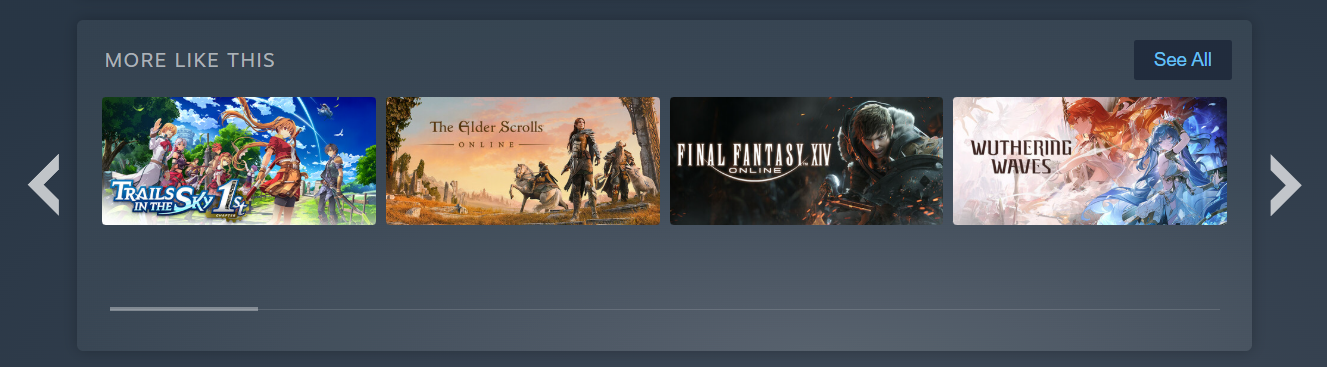 MORE LIKE THIS
See All
TRAILS
IN THE SKY 1st
CHAPTER
The Elder Scrolls
ONLINE
FINAL FANTASY XIV
ONLINE
WUTHERING
WAVES